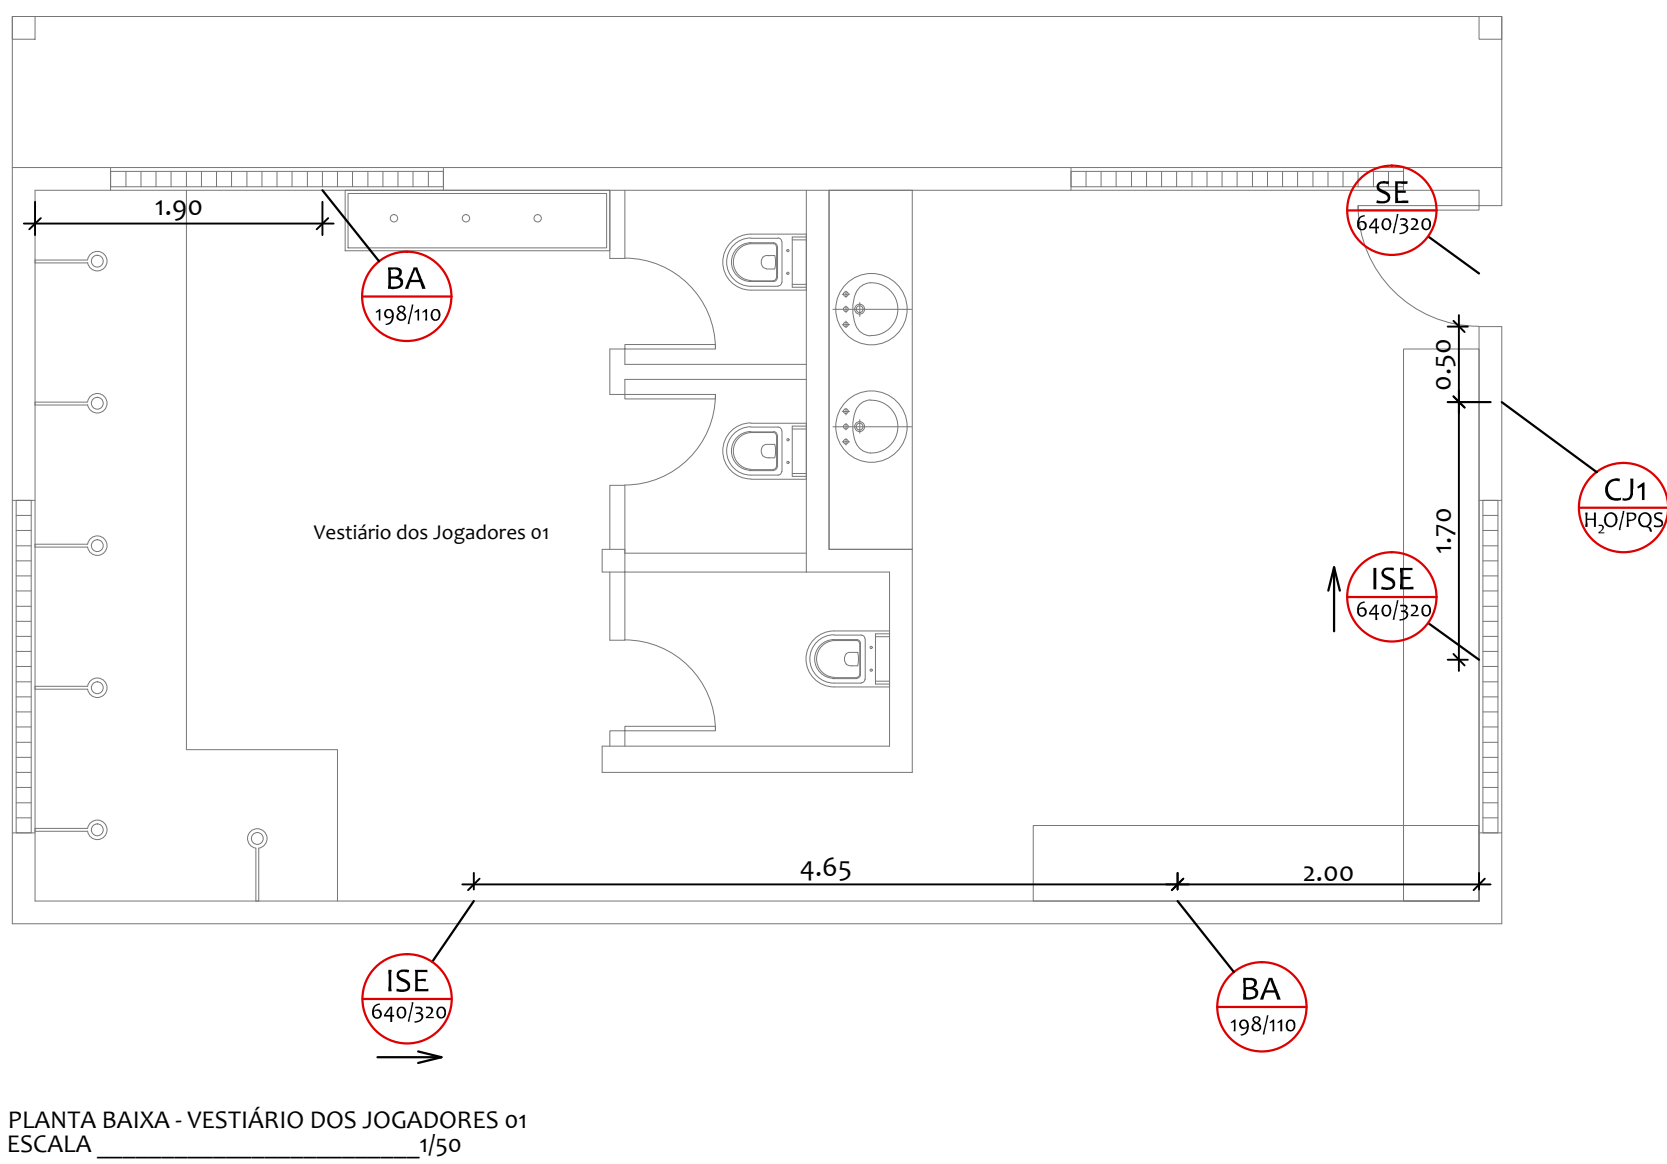 SE
640/320
1.90
BA
198/110
0.50
CJ1
H₂O/PQS
1.70
Vestiário dos Jogadores 01
ISE
640/320
4.65
2.00
ISE
640/320
BA
198/110
PLANTA BAIXA - VESTIÁRIO DOS JOGADORES 01
ESCALA __________________________1/50